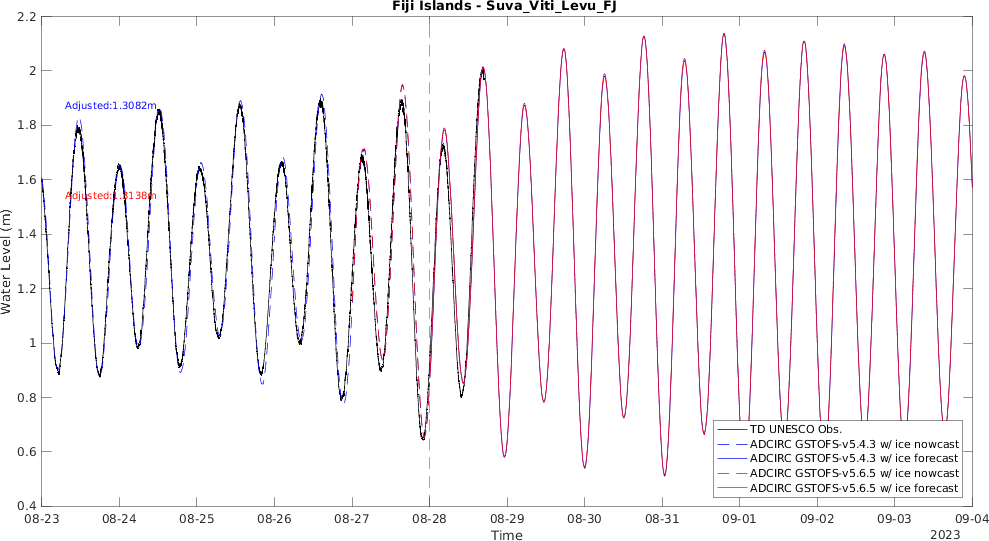 Fiji Islands - Suva_Viti_Levu_FJ
2.2
2
1.8
1.6
1.4
1.2
1
0.8
0.6
0.4
Water Level (m)
Adjusted:1.3082m
Adjusted:1.3138m
TD UNESCO Obs.
ADCIRC GSTOFS-v5.4.3 w/ ice nowcast
ADCIRC GSTOFS-v5.4.3 w/ ice forecast
ADCIRC GSTOFS-v5.6.5 w/ ice nowcast
ADCIRC GSTOFS-v5.6.5 w/ ice forecast
08-23 08-24 08-25 08-26 08-27 08-28 08-29 08-30 08-31 09-01 09-02 09-03 09-04
Time
2023